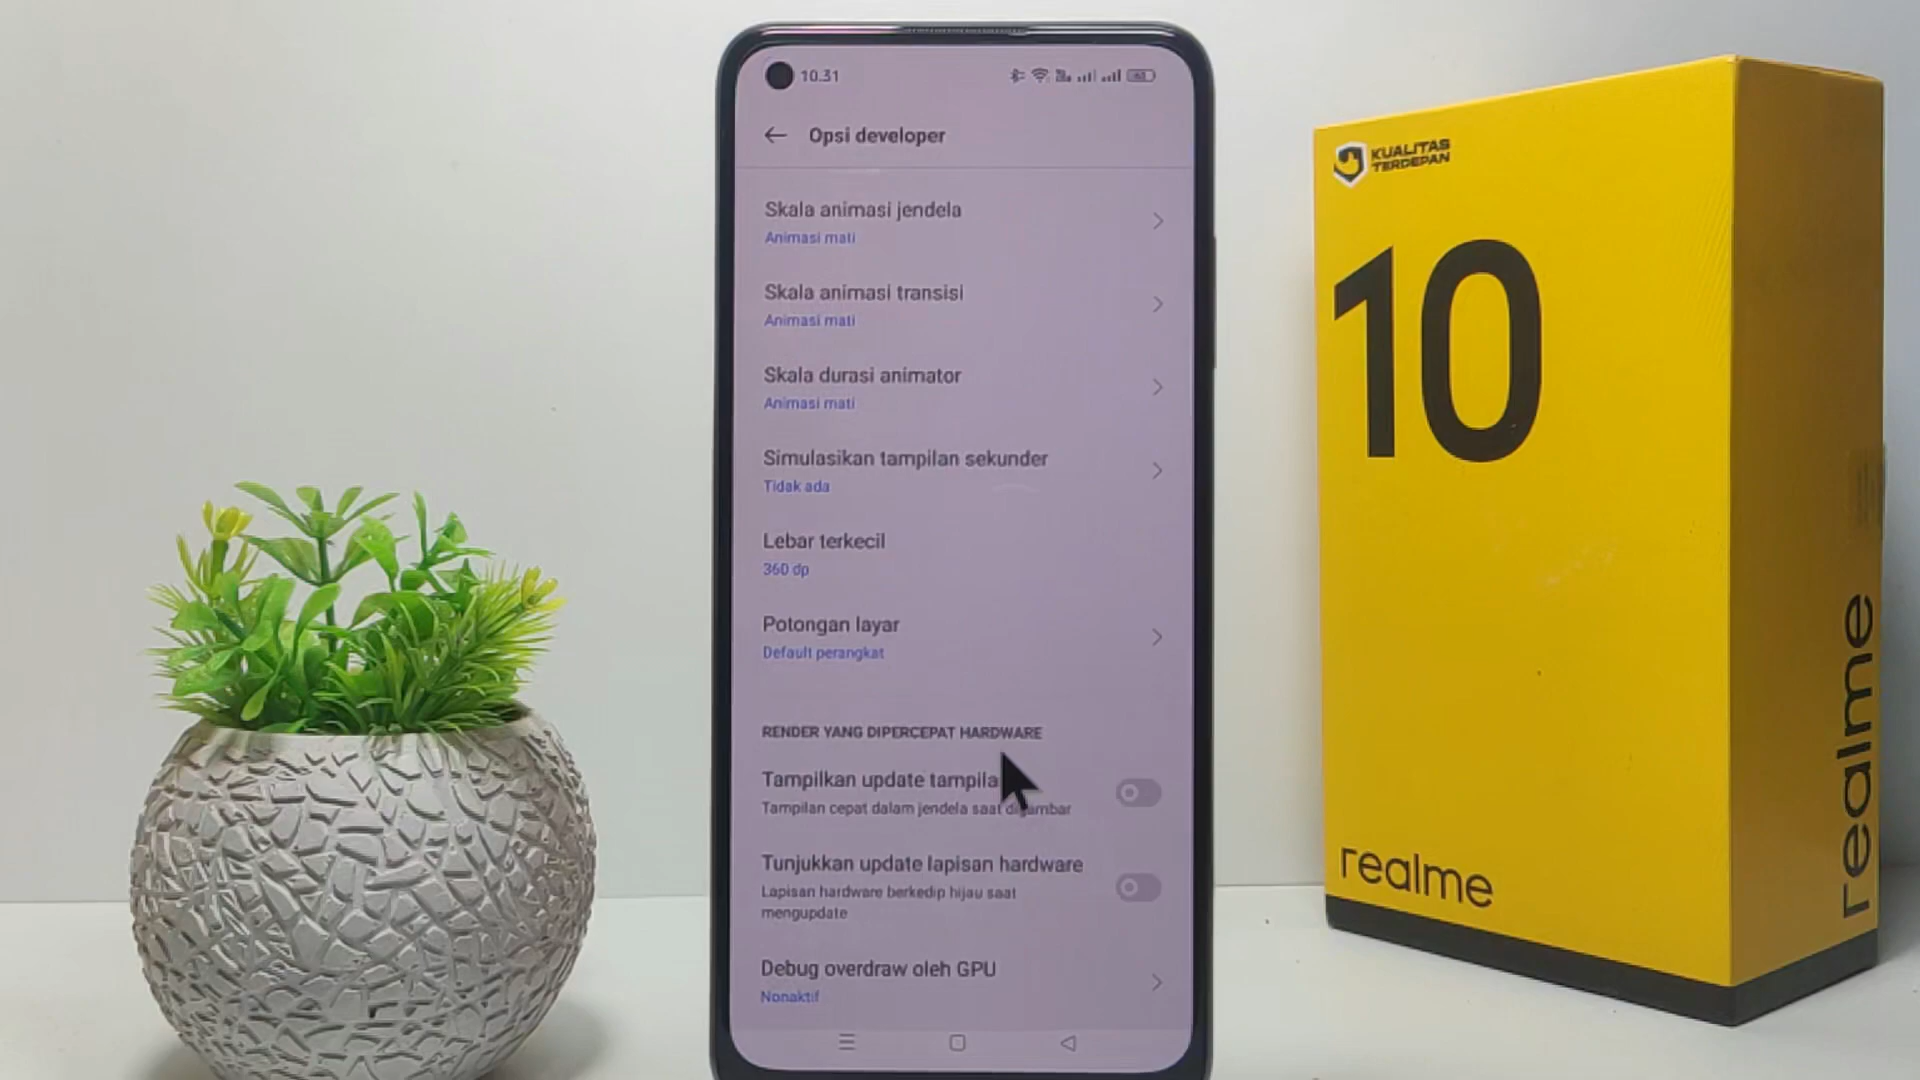 10.31
Opsi developer
Skala animasi jendela
Animasi mati
Skala animasi transisi
Animasi mati
Skala durasi animator
Animasi mati
Simulasikan tampilan sekunder
Tidak ada
Lebar terkecil
360 dp
Potongan layar
Default perangkat
RENDER YANG DIPERCEPAT HARDWARE
Tampilkan update tampila
Tampilan cepat dalam jendela saat digambar
Tunjukkan update lapisan hardware
Lapisan hardware berkedip hijau saat
mengupdate
Debug overdraw oleh GPU
Nonaktif
KUALITAS
TERDEPAN
10
realme
realme